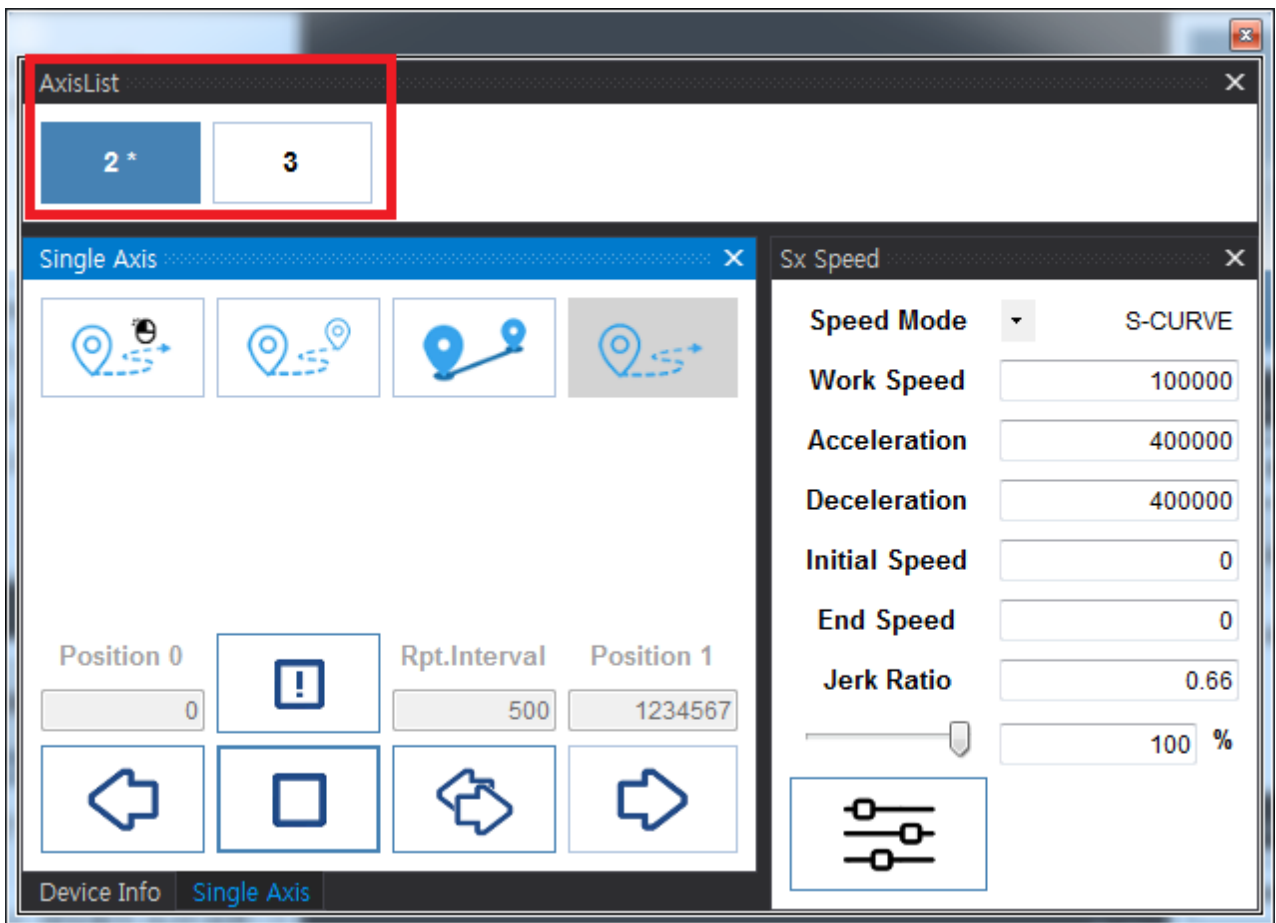 AxisList
2 *
3
Single Axis
Sx Speed
Speed Mode
S-CURVE
Work Speed
100000
Acceleration
400000
Deceleration
400000
Initial Speed
0
End Speed
0
Jerk Ratio
0.66
100 %
Position 0
Rpt.Interval
Position 1
0
500
1234567
Device Info
Single Axis